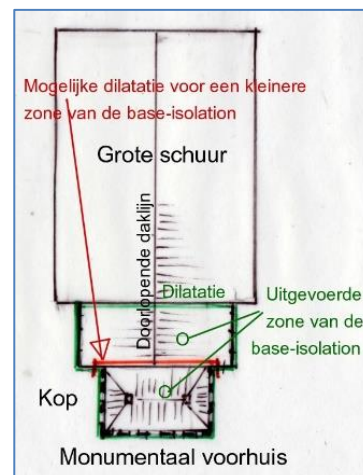 Mogelijke dilatatie voor een kleinere
zone van de base-isolation
Grote schuur
Doorlopende daklijn
Dilatatie
Uitgevoerde
zone van de
base-isolation
Kop
Monumentaal voorhuis